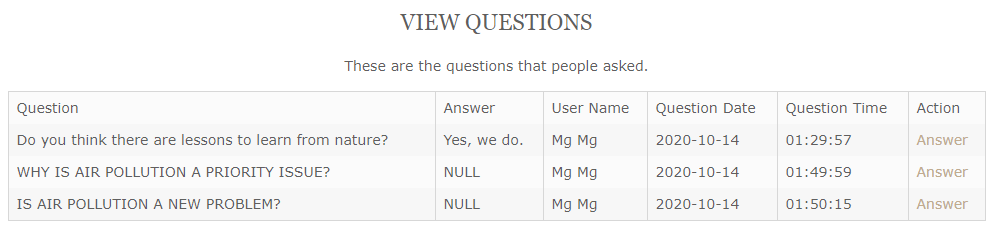 VIEW QUESTIONS
These are the questions that people asked.
Question Answer User Name Question Date Question Time Action
Do you think there are lessons to learn from nature? Yes, we do. Mg Mg 2020-10-14 01:29:57 Answer
WHY IS AIR POLLUTION A PRIORITY ISSUE? NULL Mg Mg 2020-10-14 01:49:59 Answer
IS AIR POLLUTION A NEW PROBLEM? NULL Mg Mg 2020-10-14 01:50:15 Answer